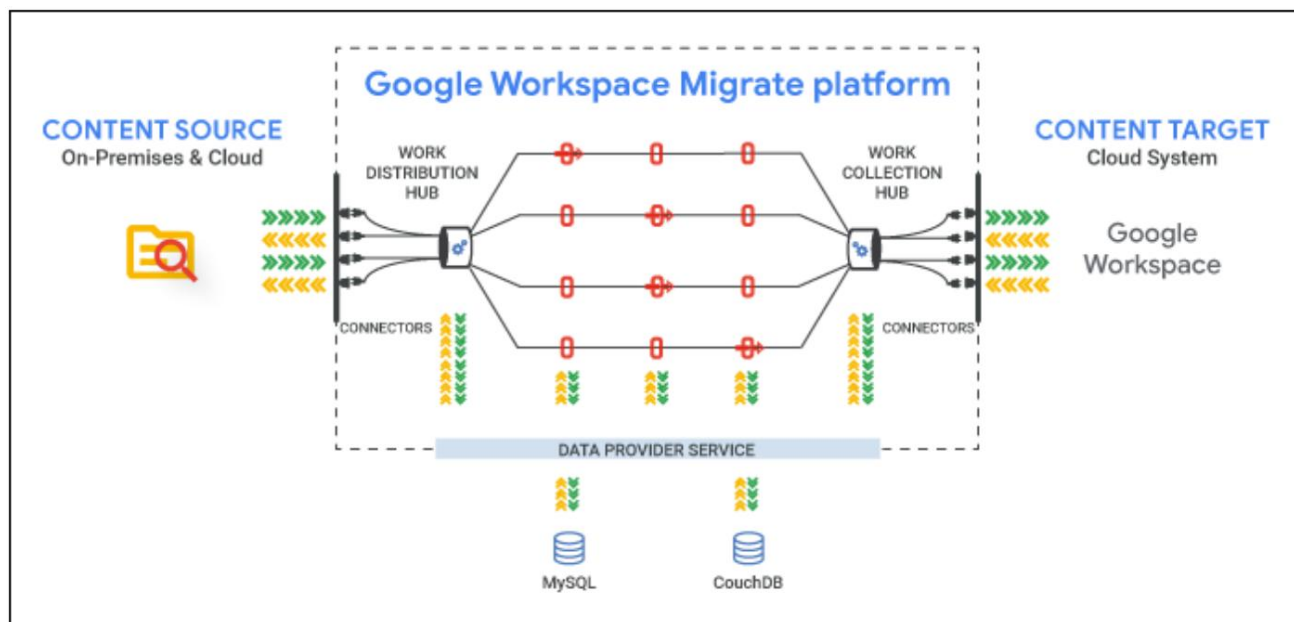 Google Workspace Migrate platform
CONTENT SOURCE
On-Premises & Cloud
WORK
DISTRIBUTION
HUB
WORK
COLLECTION
HUB
CONTENT TARGET
Cloud System
Google
Workspace
CONNECTORS
CONNECTORS
DATA PROVIDER SERVICE
MySQL
CouchDB